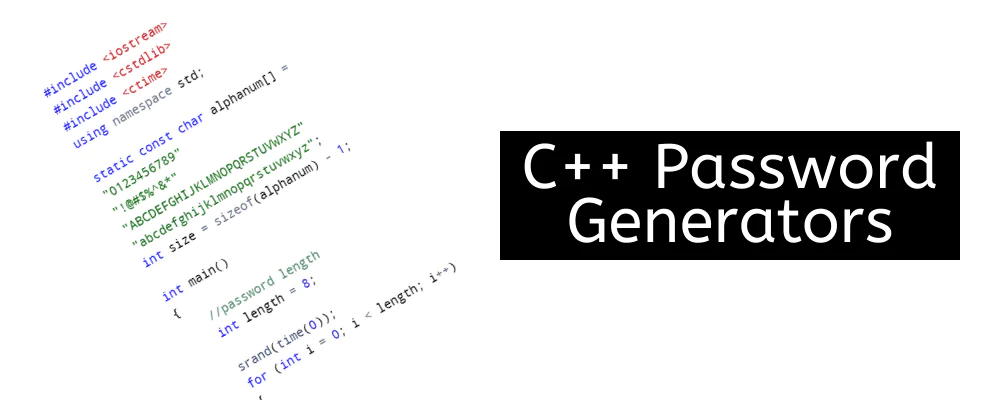 #include <iostream>
#include <cstdlib>
#include <ctime>
using namespace std;
static const char alphanum[] =
"0123456789"
"!@#$%^&*"
"ABCDEFGHIJKLMNOPQRSTUVWXYZ"
"abcdefghijklmnopqrstuvwxyz";
int size = sizeof(alphanum) - 1;
int main()
{
//password length
int length = 8;
srand(time(0));
for (int i = 0; i < length; i++)
{
C++ Password
Generators